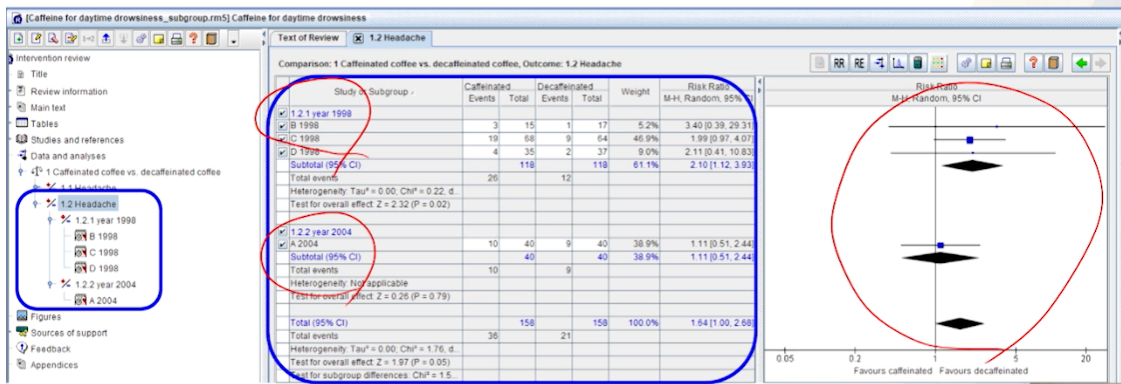 [Caffeine for daytime drowsiness_subgroup.rm5] Caffeine for daytime drowsiness
Intervention review
Title
Review information
Main text
Tables
Studies and references
Data and analyses
1 Caffeinated coffee vs. decaffeinated coffee
1.1 Headache
1.2 Headache
1.2.1 year 1998
B 1998
C 1998
D 1998
1.2.2 year 2004
A 2004
Figures
Sources of support
Feedback
Appendices
Text of Review 1.2 Headache
Comparison: 1 Caffeinated coffee vs. decaffeinated coffee, Outcome: 1.2 Headache
RR RE
Study or Subgroup Caffeinated Decaffeinated Weight Risk Ratio
Events Total Events Total M-H, Random, 95% CI
1.2.1 year 1998
B 1998 3 15 1 17 5.2% 3.40 [0.39, 29.31]
C 1998 19 68 9 64 46.9% 1.99 [0.97, 4.07]
D 1998 4 35 2 37 9.0% 2.11 [0.41, 10.83]
Subtotal (95% CI) 118 118 61.1% 2.10 [1.12, 3.93]
Total events 26 12
Heterogeneity: Tau² = 0.00; Chi² = 0.22, d...
Test for overall effect: Z = 2.32 (P = 0.02)
1.2.2 year 2004
A 2004 10 40 9 40 38.9% 1.11 [0.51, 2.44]
Subtotal (95% CI) 40 40 38.9% 1.11 [0.51, 2.44]
Total events 10 9
Heterogeneity: Not applicable
Test for overall effect: Z = 0.26 (P = 0.79)
Total (95% CI) 158 158 100.0% 1.64 [1.00, 2.68]
Total events 36 21
Heterogeneity: Tau² = 0.00; Chi² = 1.76, d...
Test for overall effect: Z = 1.97 (P = 0.05)
Test for subgroup differences: Chi² = 1.5...
Risk Ratio
M-H, Random, 95% CI
0.05 0.2 1 5 20
Favours caffeinated Favours decaffeinated